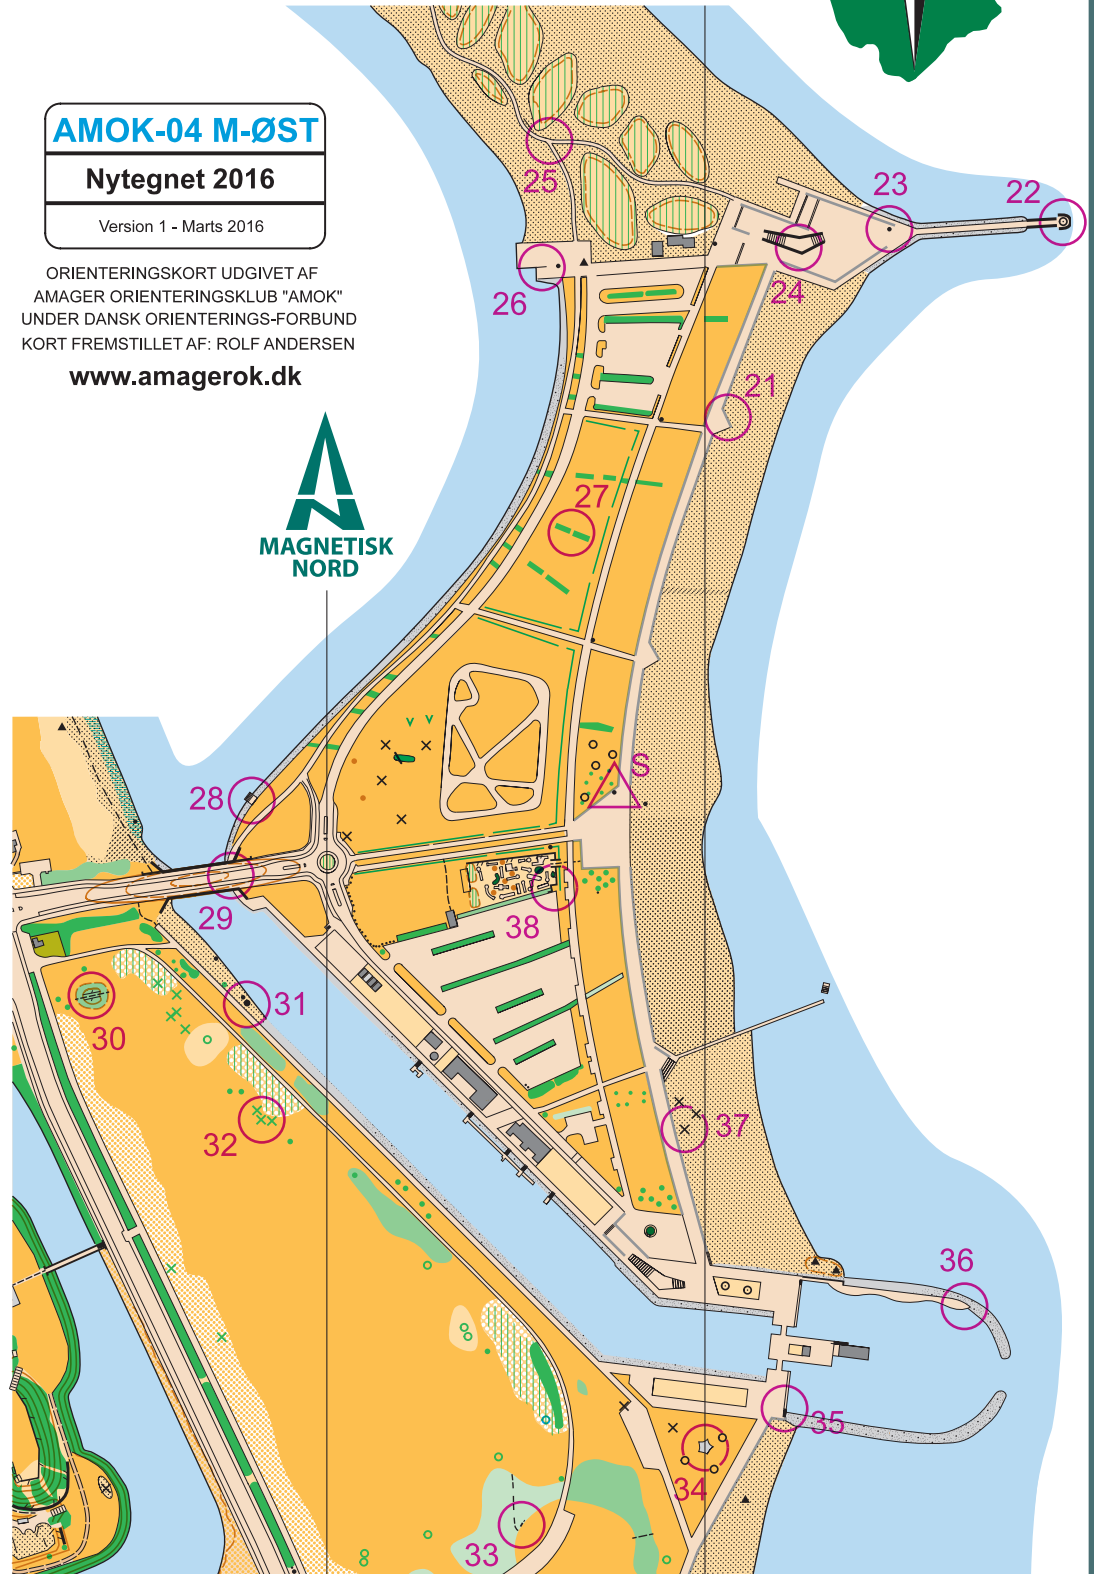 AMOK-04 M-ØST
Nytegnet 2016
Version 1 - Marts 2016
ORIENTERINGSKORT UDGIVET AF
AMAGER ORIENTERINGSKLUB "AMOK"
UNDER DANSK ORIENTERINGS-FORBUND
KORT FREMSTILLET AF: ROLF ANDERSEN
www.amagerok.dk
MAGNETISK
NORD
25
23
22
26
24
21
27
S
28
29
38
31
30
32
37
36
35
34
33